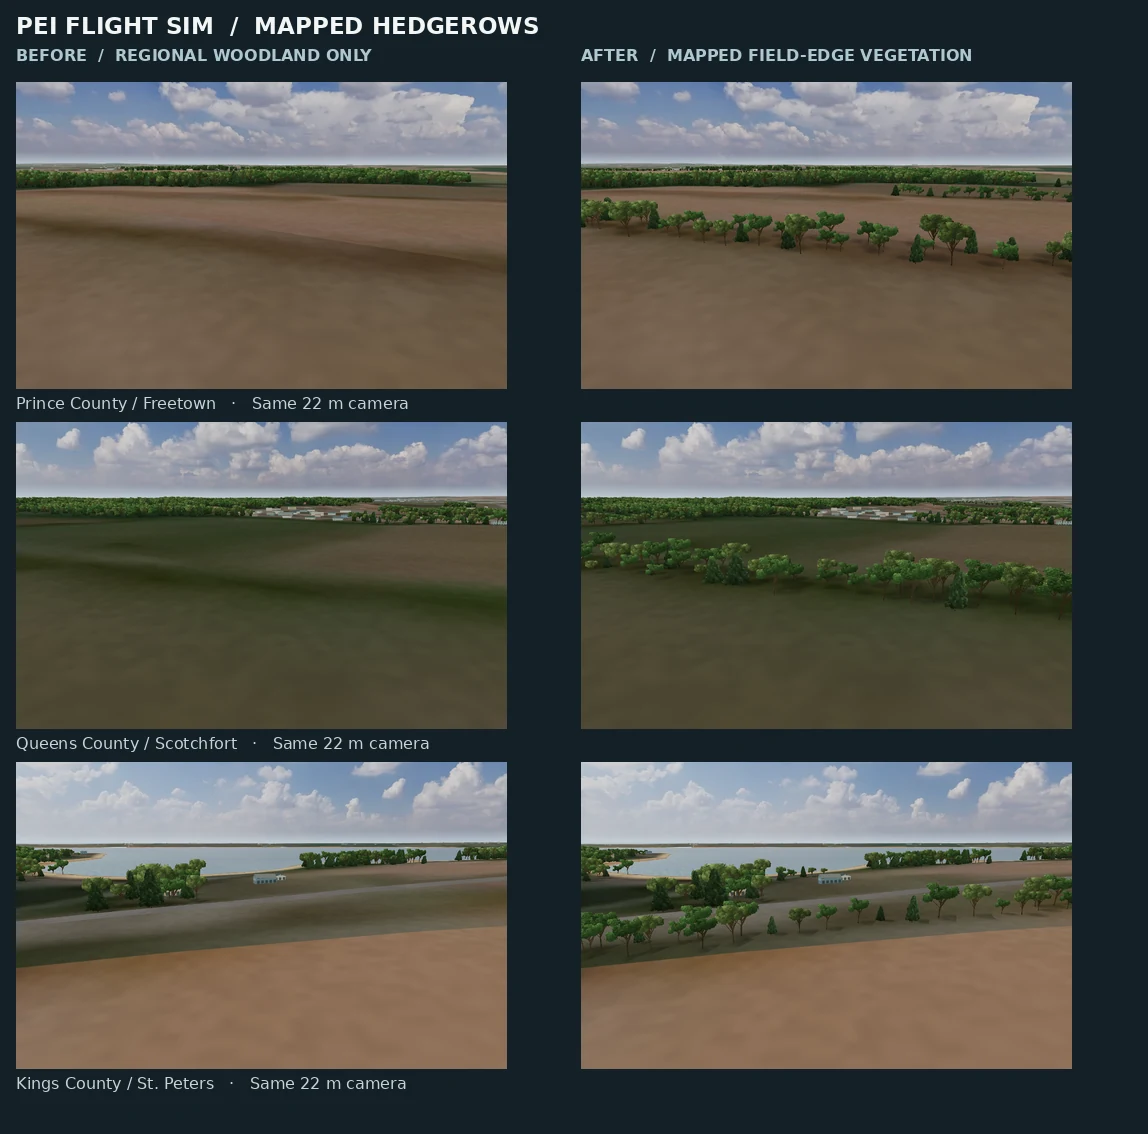 PEI FLIGHT SIM / MAPPED HEDGEROWS
BEFORE / REGIONAL WOODLAND ONLY
AFTER / MAPPED FIELD-EDGE VEGETATION
Prince County / Freetown · Same 22 m camera
Queens County / Scotchfort · Same 22 m camera
Kings County / St. Peters · Same 22 m camera